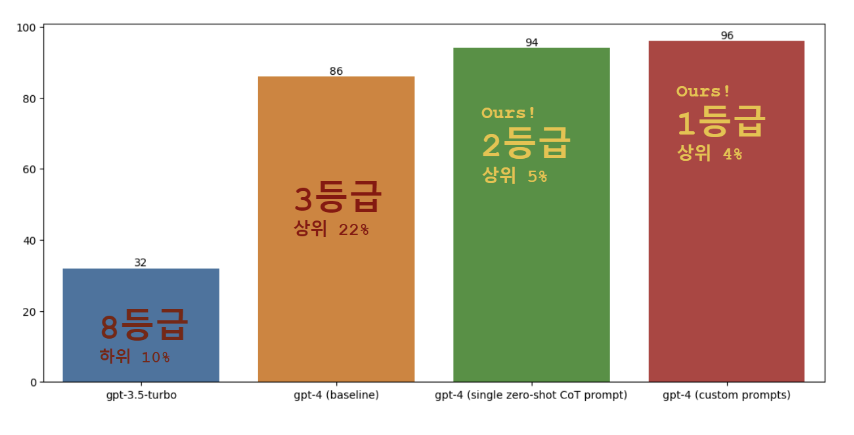 100
80
60
40
20
0
32
8등급
하위 10%
gpt-3.5-turbo
86
3등급
상위 22%
gpt-4 (baseline)
94
Ours!
2등급
상위 5%
gpt-4 (single zero-shot CoT prompt)
96
Ours!
1등급
상위 4%
gpt-4 (custom prompts)